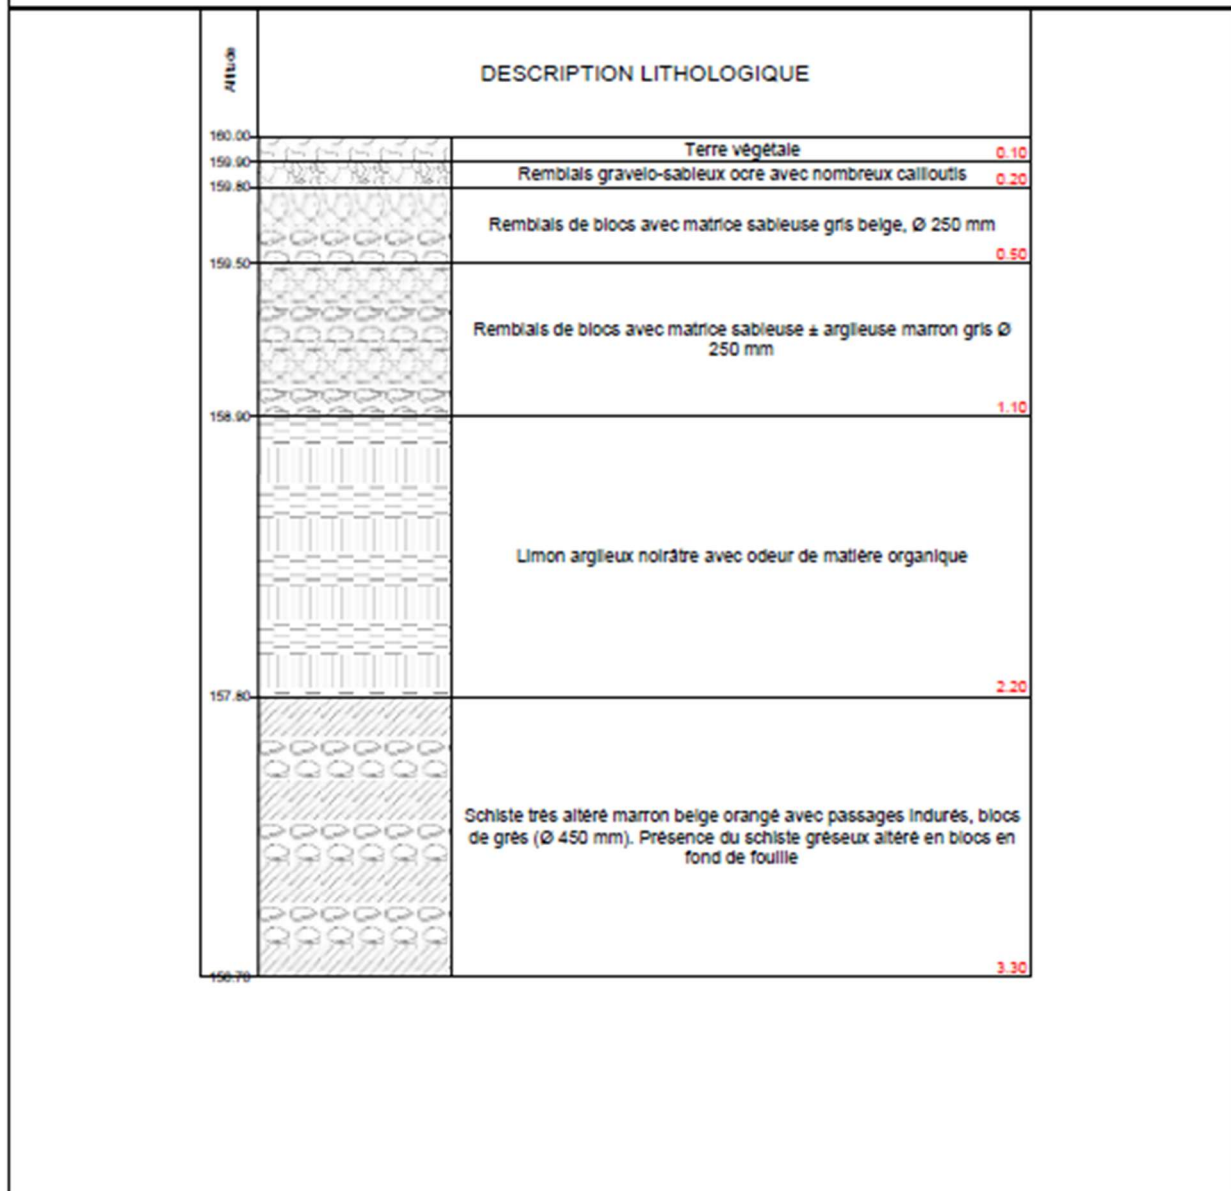 Altitude
DESCRIPTION LITHOLOGIQUE
160.00
Terre végétale
0.10
159.90
Remblais gravelo-sableux ocre avec nombreux cailloutis
0.20
159.80
Remblais de blocs avec matrice sableuse gris beige, Ø 250 mm
0.50
159.50
Remblais de blocs avec matrice sableuse ± argileuse marron gris Ø
250 mm
1.10
158.90
Limon argileux noirâtre avec odeur de matière organique
2.20
157.80
Schiste très altéré marron beige orangé avec passages indurés, blocs
de grès (Ø 450 mm). Présence du schiste gréseux altéré en blocs en
fond de fouille
3.30
156.70